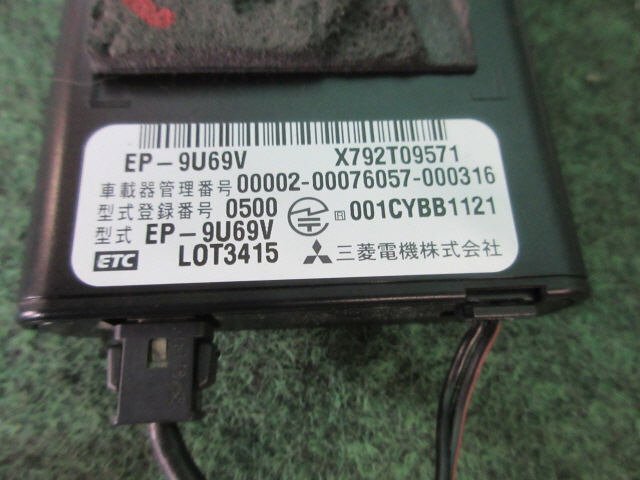 EP-9U69V X792T09571
車載器管理番号 00002-00076057-000316
型式登録番号 0500 R 001CYBB1121
型式 EP-9U69V
ETC LOT3415 三菱電機株式会社